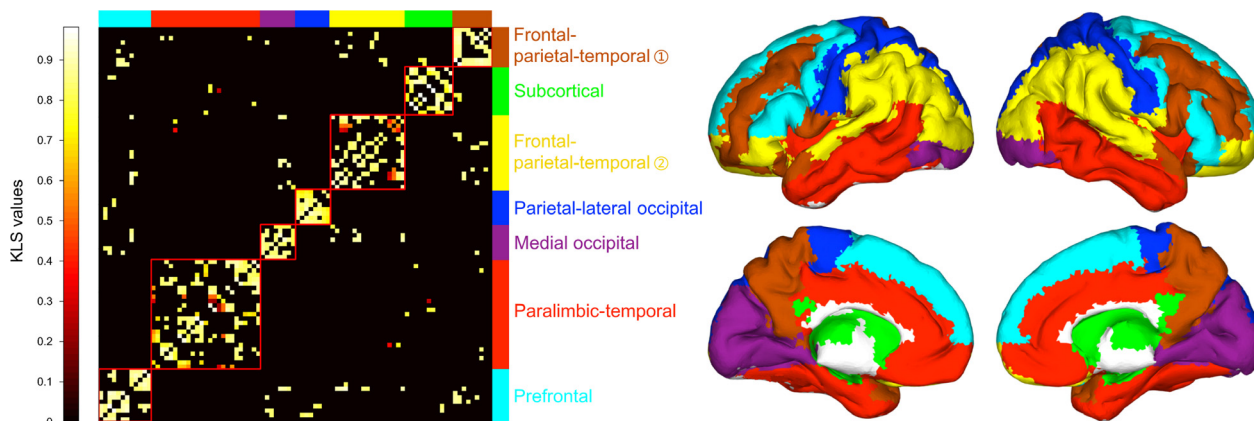 KLS values
0.9
0.8
0.7
0.6
0.5
0.4
0.3
0.2
0.1
0
Frontal-
parietal-temporal ①
Subcortical
Frontal-
parietal-temporal ②
Parietal-lateral occipital
Medial occipital
Paralimbic-temporal
Prefrontal